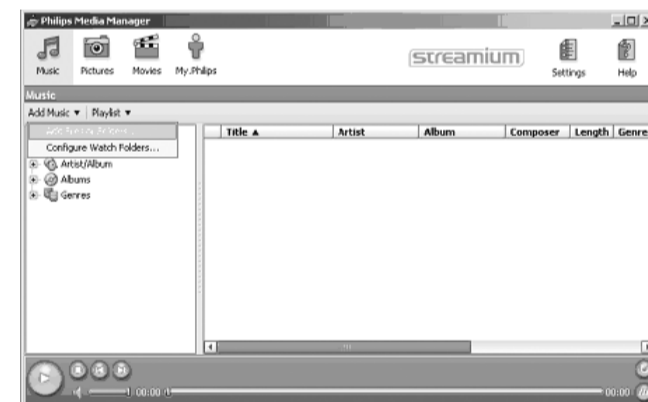 Philips Media Manager
Music Pictures Movies My.Philips streamium Settings Help
Music
Add Music ▼ Playlist ▼
Title ▲ Artist Album Composer Length Genre
Configure Watch Folders...
Artist/Album
Albums
Genres
00:00 00:00